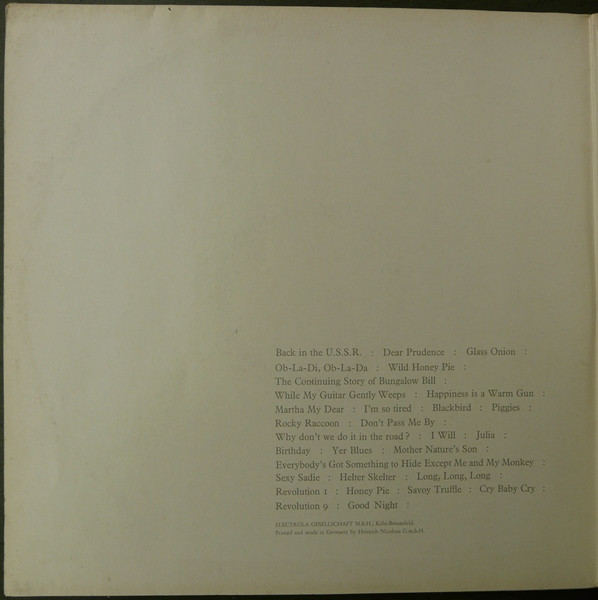 Back in the U.S.S.R. : Dear Prudence : Glass Onion :
Ob-La-Di, Ob-La-Da : Wild Honey Pie :
The Continuing Story of Bungalow Bill :
While My Guitar Gently Weeps : Happiness is a Warm Gun :
Martha My Dear : I'm so tired : Blackbird : Piggies :
Rocky Raccoon : Don't Pass Me By :
Why don't we do it in the road? : I Will : Julia :
Birthday : Yer Blues : Mother Nature's Son :
Everybody's Got Something to Hide Except Me and My Monkey :
Sexy Sadie : Helter Skelter : Long, Long, Long :
Revolution 1 : Honey Pie : Savoy Truffle : Cry Baby Cry :
Revolution 9 : Good Night :
ELECTROLA GESELLSCHAFT M.B.H., Köln-Braunsfeld.
Printed and made in Germany by Heinrich Nicolaus G.m.b.H.